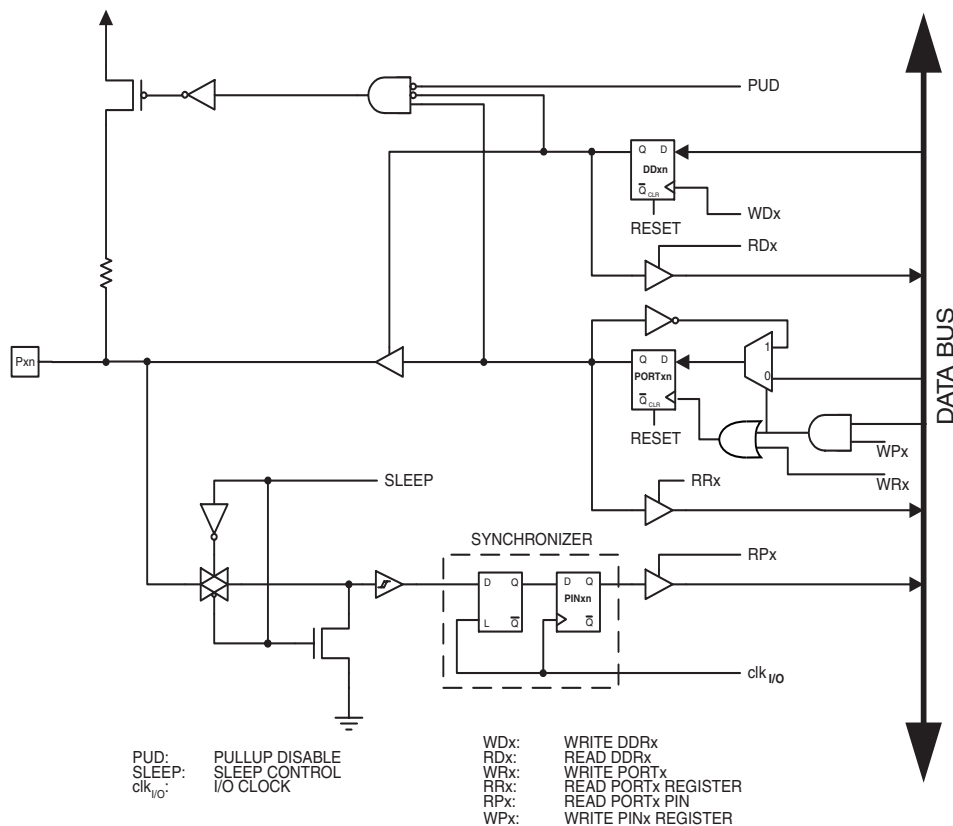 PUD
Q D
DDxn
Q CLR
WDx
RESET
RDx
Pxn
1
Q D
PORTxn
0
Q CLR
RESET
WPx
WRx
RRx
SLEEP
SYNCHRONIZER
RPx
D Q
D Q
PINxn
L Q
Q
clk I/O
DATA BUS
PUD: PULLUP DISABLE
SLEEP: SLEEP CONTROL
clkI/O: I/O CLOCK
WDx: WRITE DDRx
RDx: READ DDRx
WRx: WRITE PORTx
RRx: READ PORTx REGISTER
RPx: READ PORTx PIN
WPx: WRITE PINx REGISTER